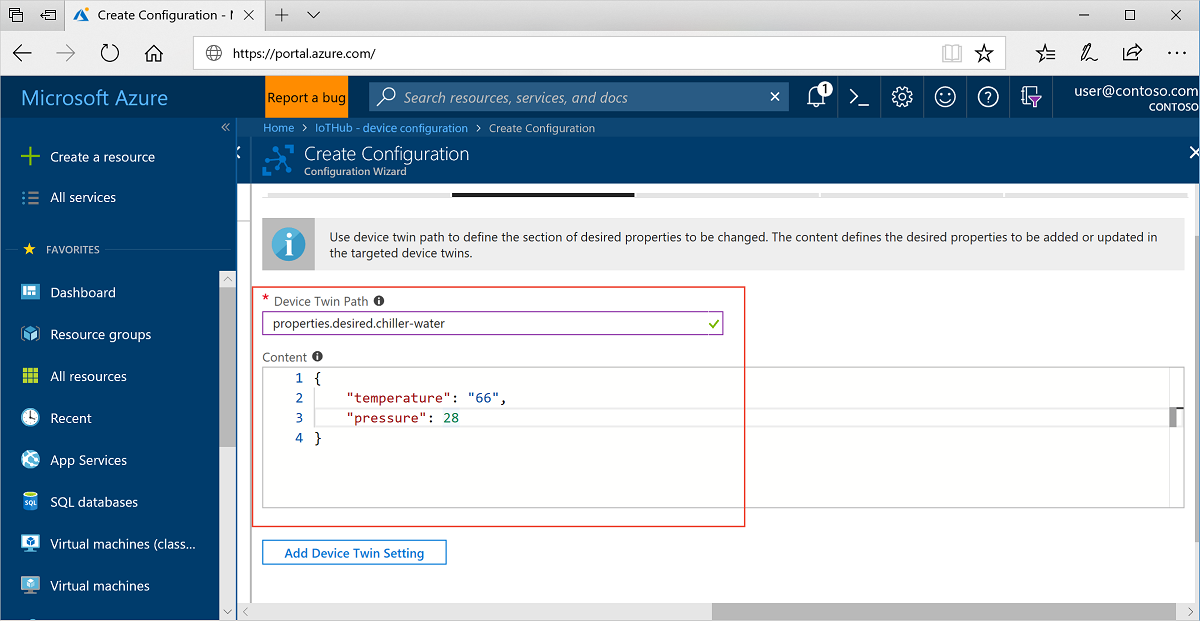 Create Configuration - M
https://portal.azure.com/
Microsoft Azure
Report a bug
Search resources, services, and docs
1
user@contoso.com
CONTOSO
Home > IoTHub - device configuration > Create Configuration
Create Configuration
Configuration Wizard
Create a resource
All services
FAVORITES
Dashboard
Resource groups
All resources
Recent
App Services
SQL
SQL databases
Virtual machines (class...
Virtual machines
Use device twin path to define the section of desired properties to be changed. The content defines the desired properties to be added or updated in
the targeted device twins.
* Device Twin Path
properties.desired.chiller-water
Content
1 {
2 "temperature": "66",
3 "pressure": 28
4 }
Add Device Twin Setting